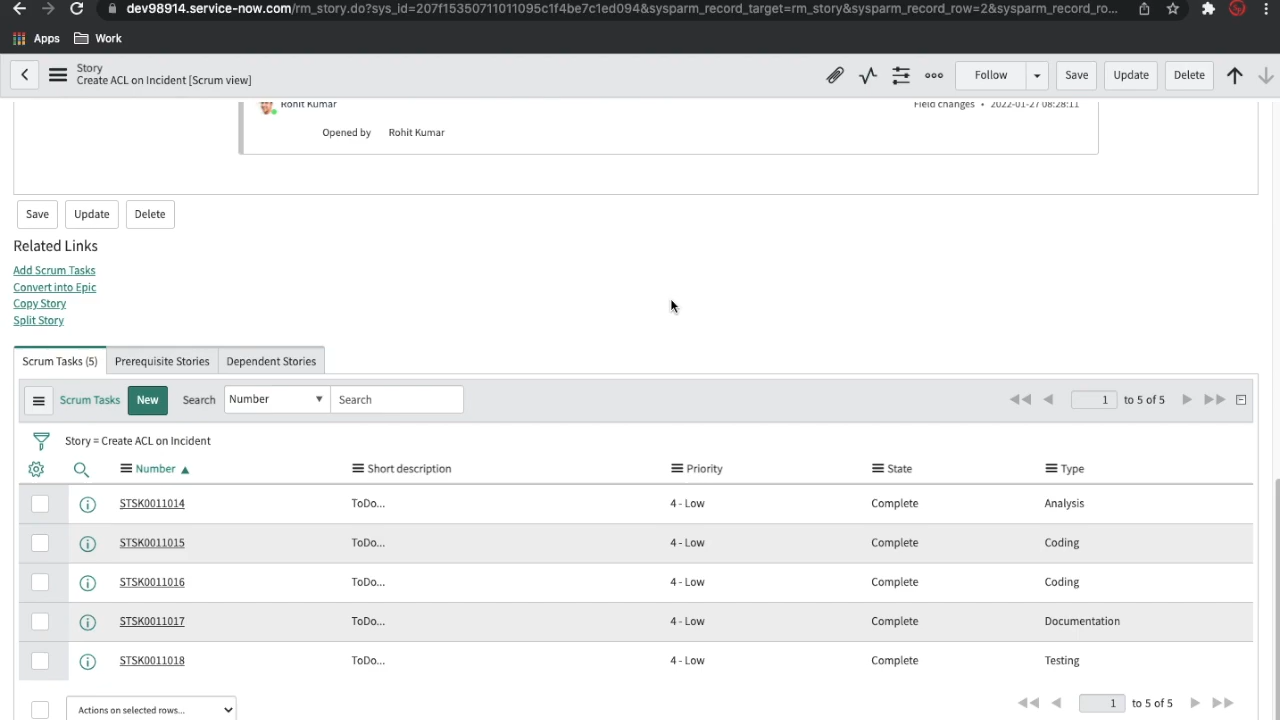 dev98914.service-now.com/rm_story.do?sys_id=207f15350711011095c1f4be7c1ed094&sysparm_record_target=rm_story&sysparm_record_row=2&sysparm_record_ro...
Apps Work
Story
Create ACL on Incident [Scrum view]
Follow Save Update Delete
Rohit Kumar Field changes • 2022-01-27 08:28:11
Opened by Rohit Kumar
Save Update Delete
Related Links
Add Scrum Tasks
Convert into Epic
Copy Story
Split Story
Scrum Tasks (5) Prerequisite Stories Dependent Stories
Scrum Tasks New Search Number Search 1 to 5 of 5
Story = Create ACL on Incident
Number Short description Priority State Type
STSK0011014 ToDo... 4 - Low Complete Analysis
STSK0011015 ToDo... 4 - Low Complete Coding
STSK0011016 ToDo... 4 - Low Complete Coding
STSK0011017 ToDo... 4 - Low Complete Documentation
STSK0011018 ToDo... 4 - Low Complete Testing
Actions on selected rows... 1 to 5 of 5